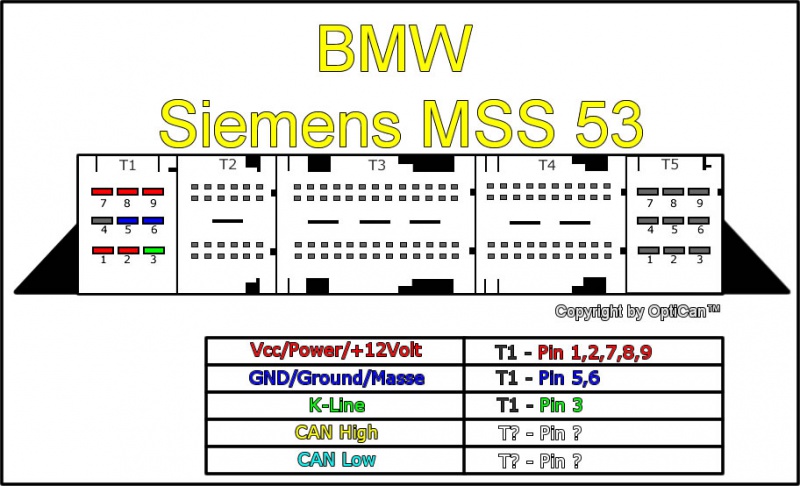 BMW
Siemens MSS 53
T1 T2 T3 T4 T5
7 8 9 7 8 9
4 5 6 4 5 6
1 2 3 1 2 3
Copyright by OptiCan™
Vcc/Power/+12Volt T1 - Pin 1,2,7,8,9
GND/Ground/Masse T1 - Pin 5,6
K-Line T1 - Pin 3
CAN High T? - Pin ?
CAN Low T? - Pin ?